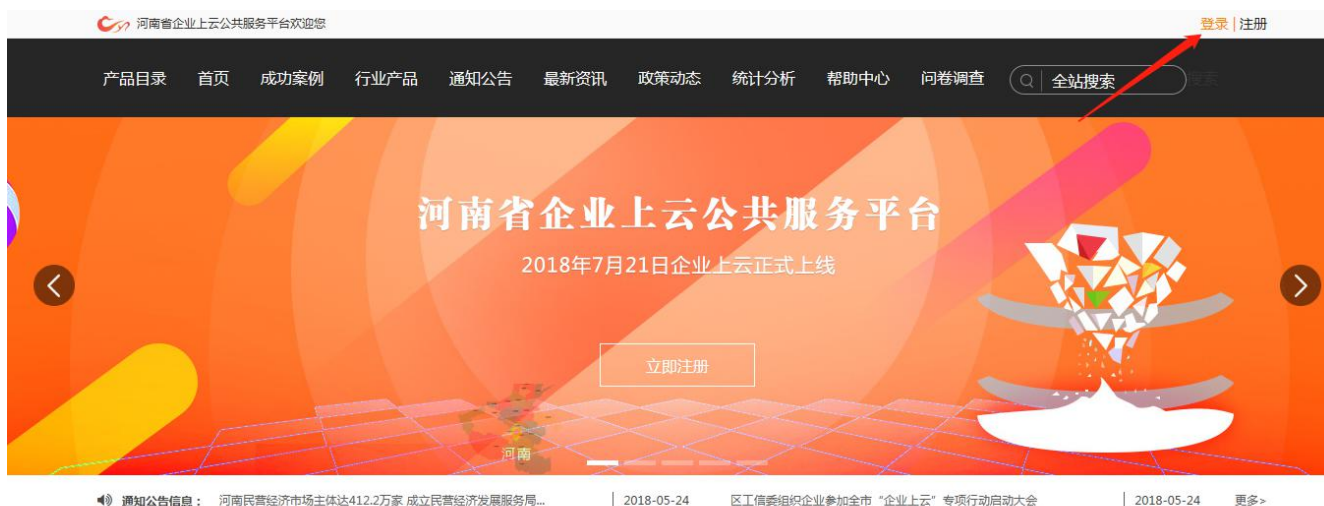 河南省企业上云公共服务平台欢迎您
登录 | 注册
产品目录 首页 成功案例 行业产品 通知公告 最新资讯 政策动态 统计分析 帮助中心 问卷调查 全站搜索 搜索
河南省企业上云公共服务平台
2018年7月21日企业上云正式上线
立即注册
河南
通知公告信息： 河南民营经济市场主体达412.2万家 成立民营经济发展服务局... | 2018-05-24 区工信委组织企业参加全市“企业上云”专项行动启动大会 | 2018-05-24 更多>